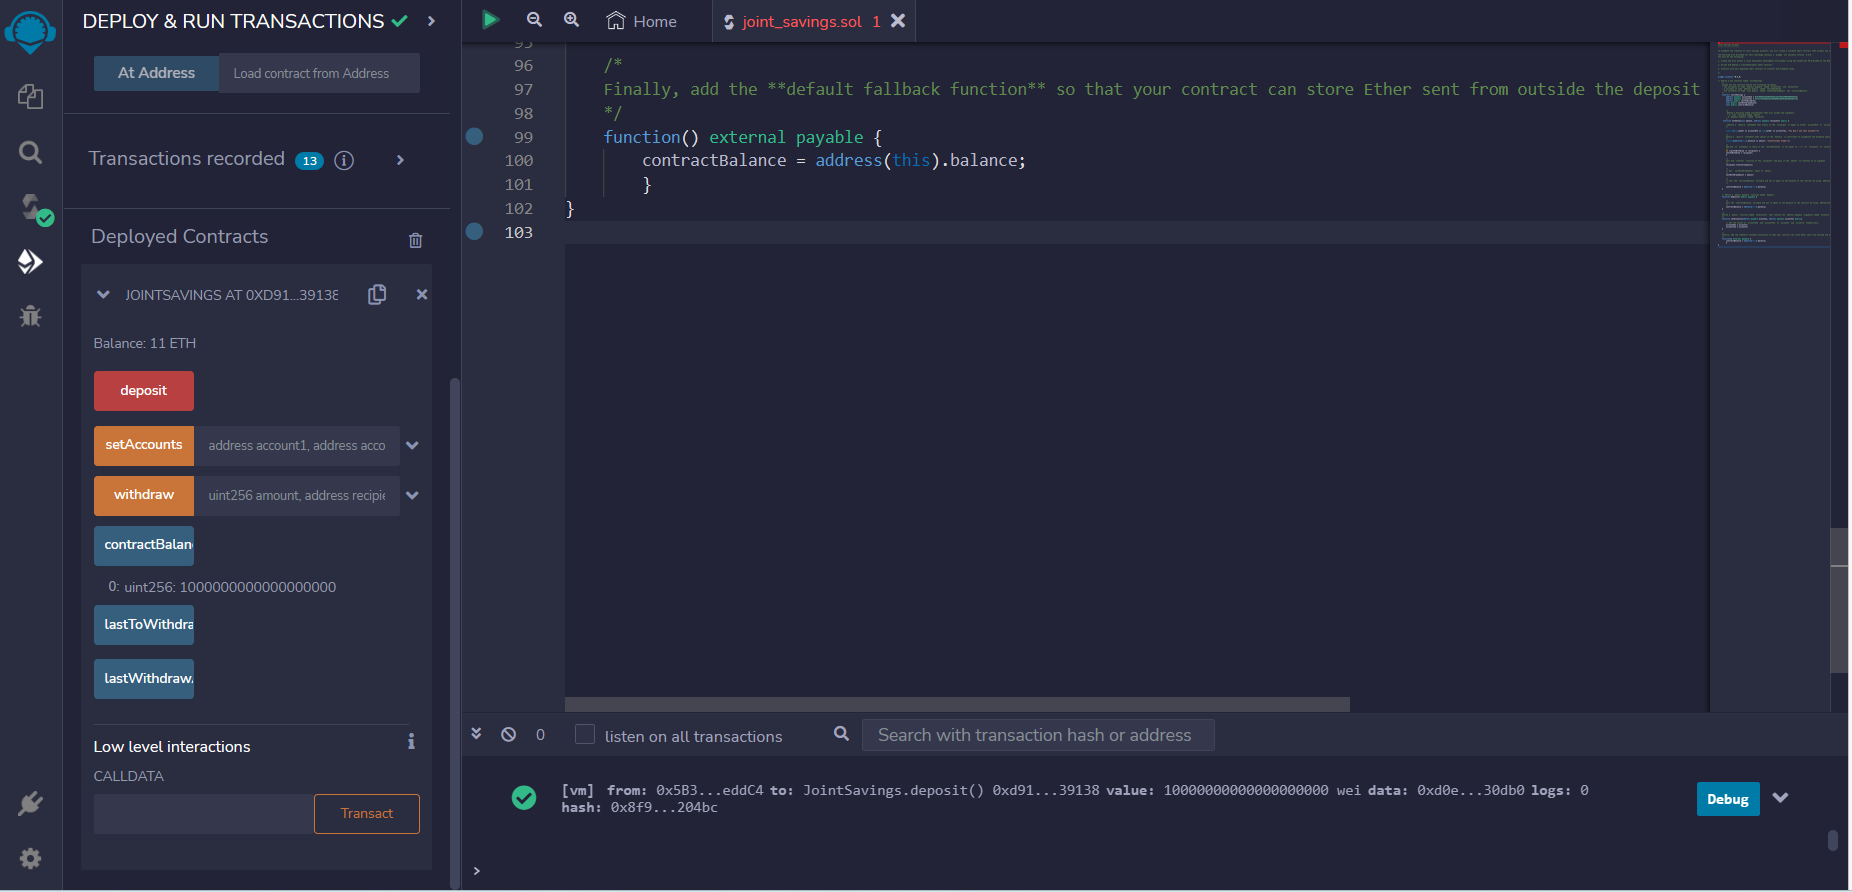 DEPLOY & RUN TRANSACTIONS
At Address
Load contract from Address
Transactions recorded 13
Deployed Contracts
JOINTSAVINGS AT 0XD91...39138
Balance: 11 ETH
deposit
setAccounts
address account1, address acco
withdraw
uint256 amount, address recipie
contractBalan
0: uint256: 1000000000000000000
lastToWithdra
lastWithdraw
Low level interactions
CALLDATA
Transact
Home
joint_savings.sol 1
95
96 /*
97 Finally, add the **default fallback function** so that your contract can store Ether sent from outside the deposit
98 */
99 function() external payable {
100 contractBalance = address(this).balance;
101 }
102 }
103
0
listen on all transactions
Search with transaction hash or address
[vm] from: 0x5B3...eddC4 to: JointSavings.deposit() 0xd91...39138 value: 10000000000000000000 wei data: 0xd0e...30db0 logs: 0
hash: 0x8f9...204bc
Debug
>